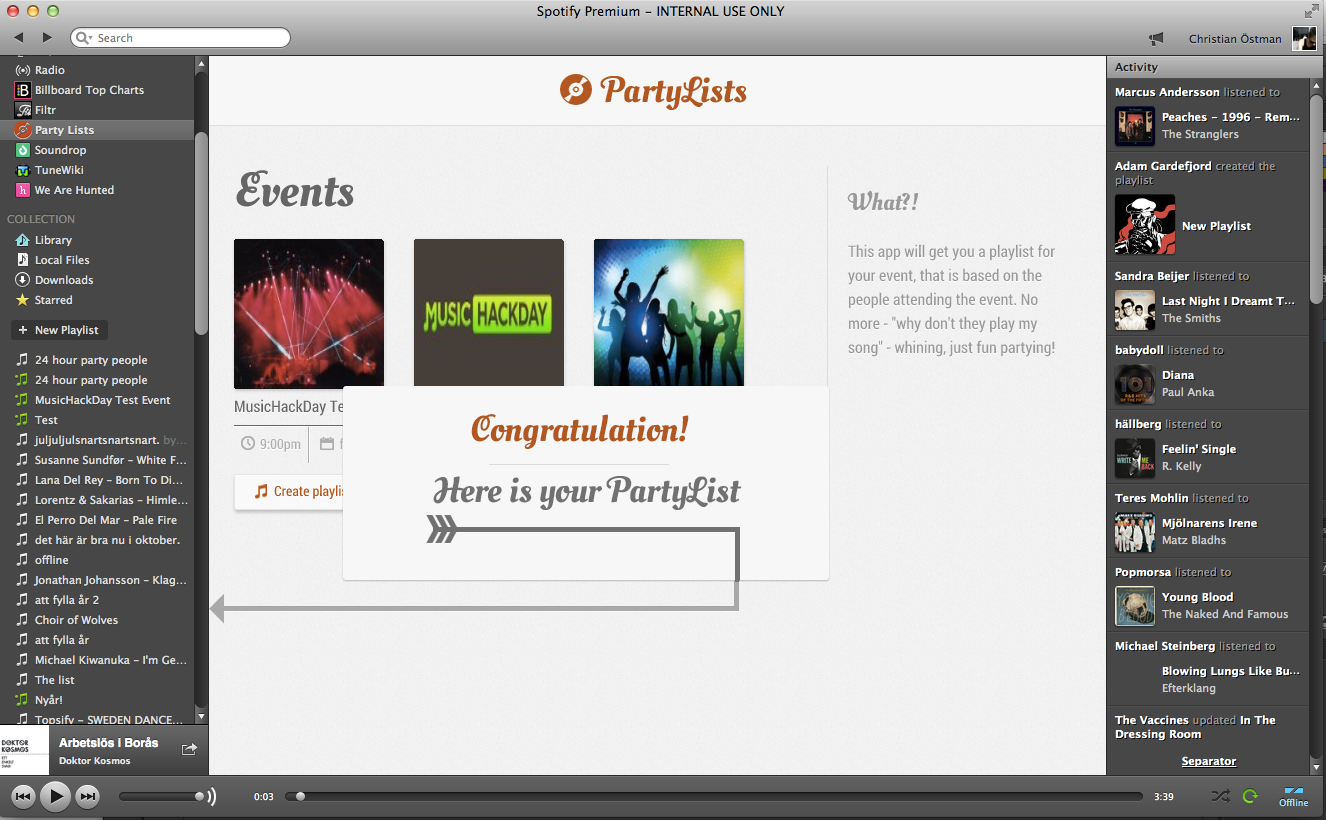 Spotify Premium – INTERNAL USE ONLY
Search
Christian Östman
Radio
Billboard Top Charts
Filtr
Party Lists
Soundrop
TuneWiki
We Are Hunted
COLLECTION
Library
Local Files
Downloads
Starred
+ New Playlist
24 hour party people
24 hour party people
MusicHackDay Test Event
Test
juljuljulsnartsnartsnart. by...
Susanne Sundfør – White F...
Lana Del Rey – Born To Di...
Lorentz & Sakarias – Himle...
El Perro Del Mar – Pale Fire
det här är bra nu i oktober.
offline
Jonathan Johansson – Klag...
att fylla år 2
Choir of Wolves
att fylla år
Michael Kiwanuka – I'm Ge...
The list
Nyår!
Topsify – SWEDEN DANCE...
DOKTOR
KOSMOS
Arbetslös i Borås
Doktor Kosmos
PartyLists
Events
MUSIC HACKDAY
MusicHackDay Te
9:00pm
Create playli
Congratulation!
Here is your PartyList
What?!
This app will get you a playlist for
your event, that is based on the
people attending the event. No
more - "why don't they play my
song" - whining, just fun partying!
Activity
Marcus Andersson listened to
Peaches – 1996 – Rem...
The Stranglers
Adam Gardefjord created the
playlist
New Playlist
Sandra Beijer listened to
Last Night I Dreamt T...
The Smiths
babydoll listened to
101
Diana
Paul Anka
hällberg listened to
WRITE ME BACK
Feelin' Single
R. Kelly
Teres Mohlin listened to
Mjölnarens Irene
Matz Bladhs
Popmorsa listened to
Young Blood
The Naked And Famous
Michael Steinberg listened to
Blowing Lungs Like Bu...
Efterklang
The Vaccines updated In The
Dressing Room
Separator
0:03
3:39
Offline